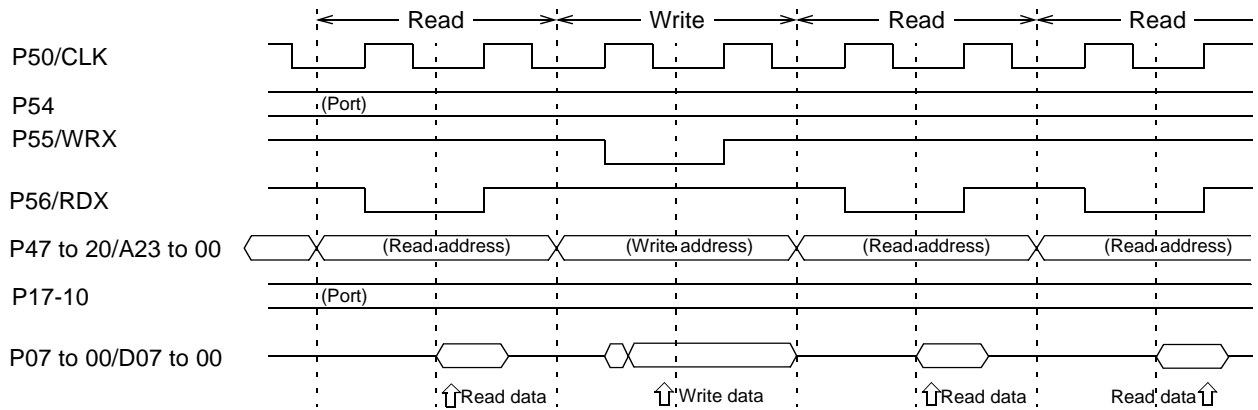 Read Write Read Read
P50/CLK
P54 (Port)
P55/WRX
P56/RDX
P47 to 20/A23 to 00 (Read address) (Write address) (Read address) (Read address)
P17-10 (Port)
P07 to 00/D07 to 00
Read data Write data Read data Read data